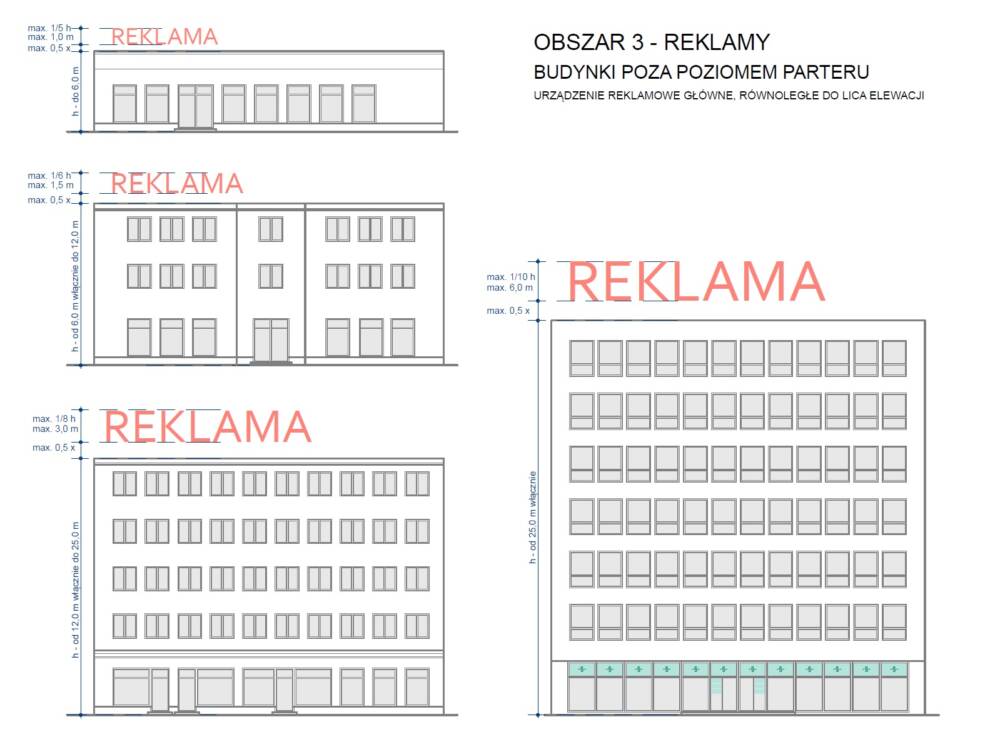 OBSZAR 3 - REKLAMY
BUDYNKI POZA POZIOMEM PARTERU
URZĄDZENIE REKLAMOWE GŁÓWNE, RÓWNOLEGŁE DO LICA ELEWACJI
max. 1/5 h
max. 1,0 m
max. 0,5 x
REKLAMA
h - do 6,0 m
max. 1/6 h
max. 1,5 m
max. 0,5 x
REKLAMA
h - od 6,0 m włącznie do 12,0 m
max. 1/8 h
max. 3,0 m
max. 0,5 x
REKLAMA
h - od 12,0 m włącznie do 25,0 m
max. 1/10 h
max. 6,0 m
max. 0,5 x
REKLAMA
h - od 25,0 m włącznie